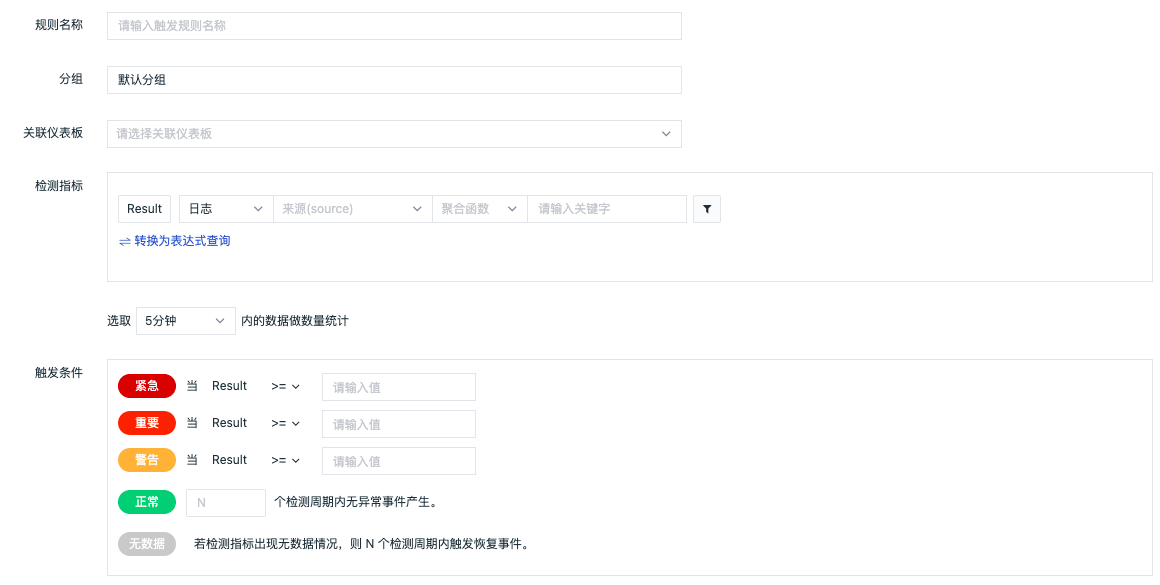 规则名称 请输入触发规则名称
分组 默认分组
关联仪表板 请选择关联仪表板
检测指标
Result 日志 来源(source) 聚合函数 请输入关键字
⇌ 转换为表达式查询
选取 5分钟 内的数据做数量统计
触发条件
紧急 当 Result >= 请输入值
重要 当 Result >= 请输入值
警告 当 Result >= 请输入值
正常 N 个检测周期内无异常事件产生。
无数据 若检测指标出现无数据情况，则 N 个检测周期内触发恢复事件。